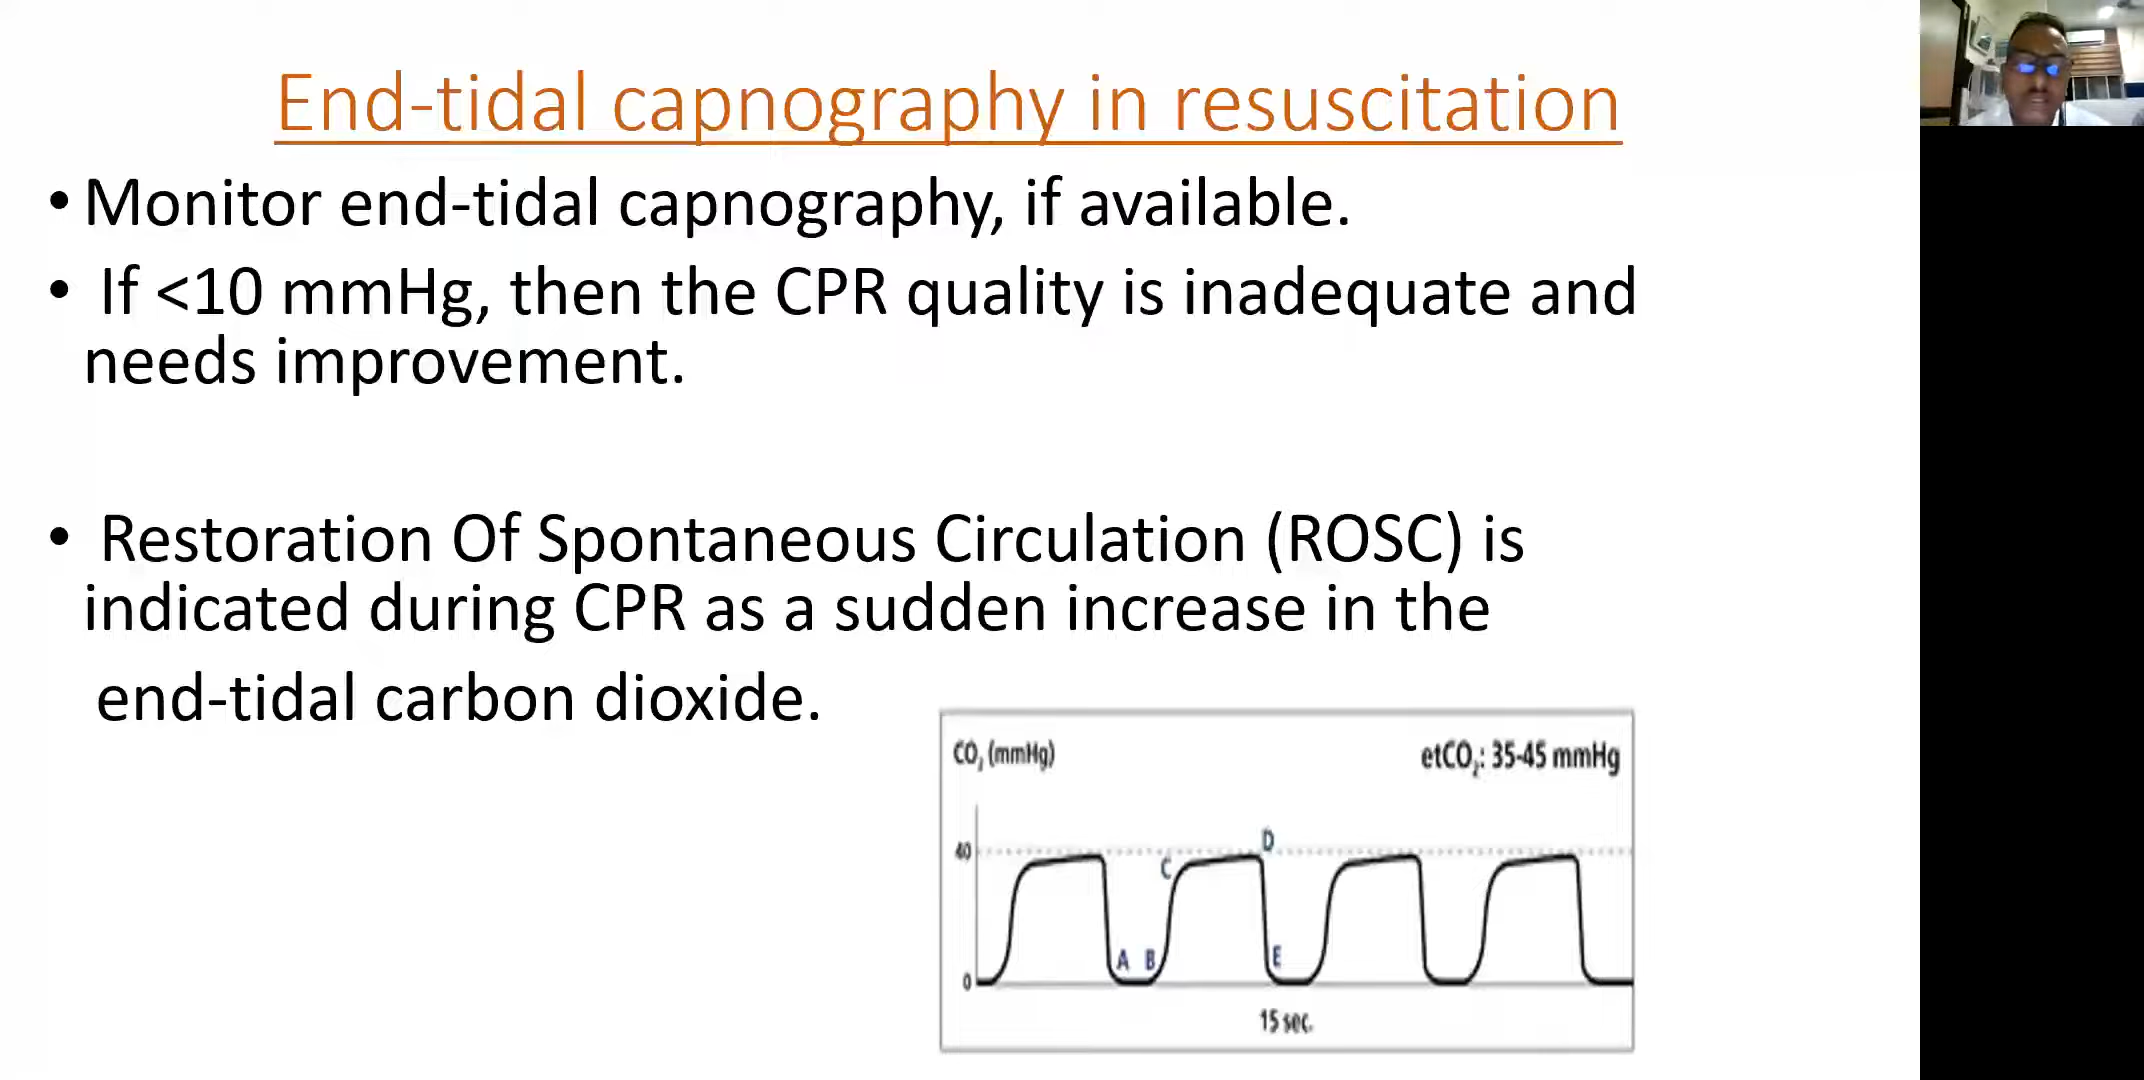 End-tidal capnography in resuscitation
• Monitor end-tidal capnography, if available.
• If <10 mmHg, then the CPR quality is inadequate and
needs improvement.
• Restoration Of Spontaneous Circulation (ROSC) is
indicated during CPR as a sudden increase in the
end-tidal carbon dioxide.
CO₂ (mmHg) etCO₂: 35-45 mmHg
40
D
C
A B E
0
15 sec.